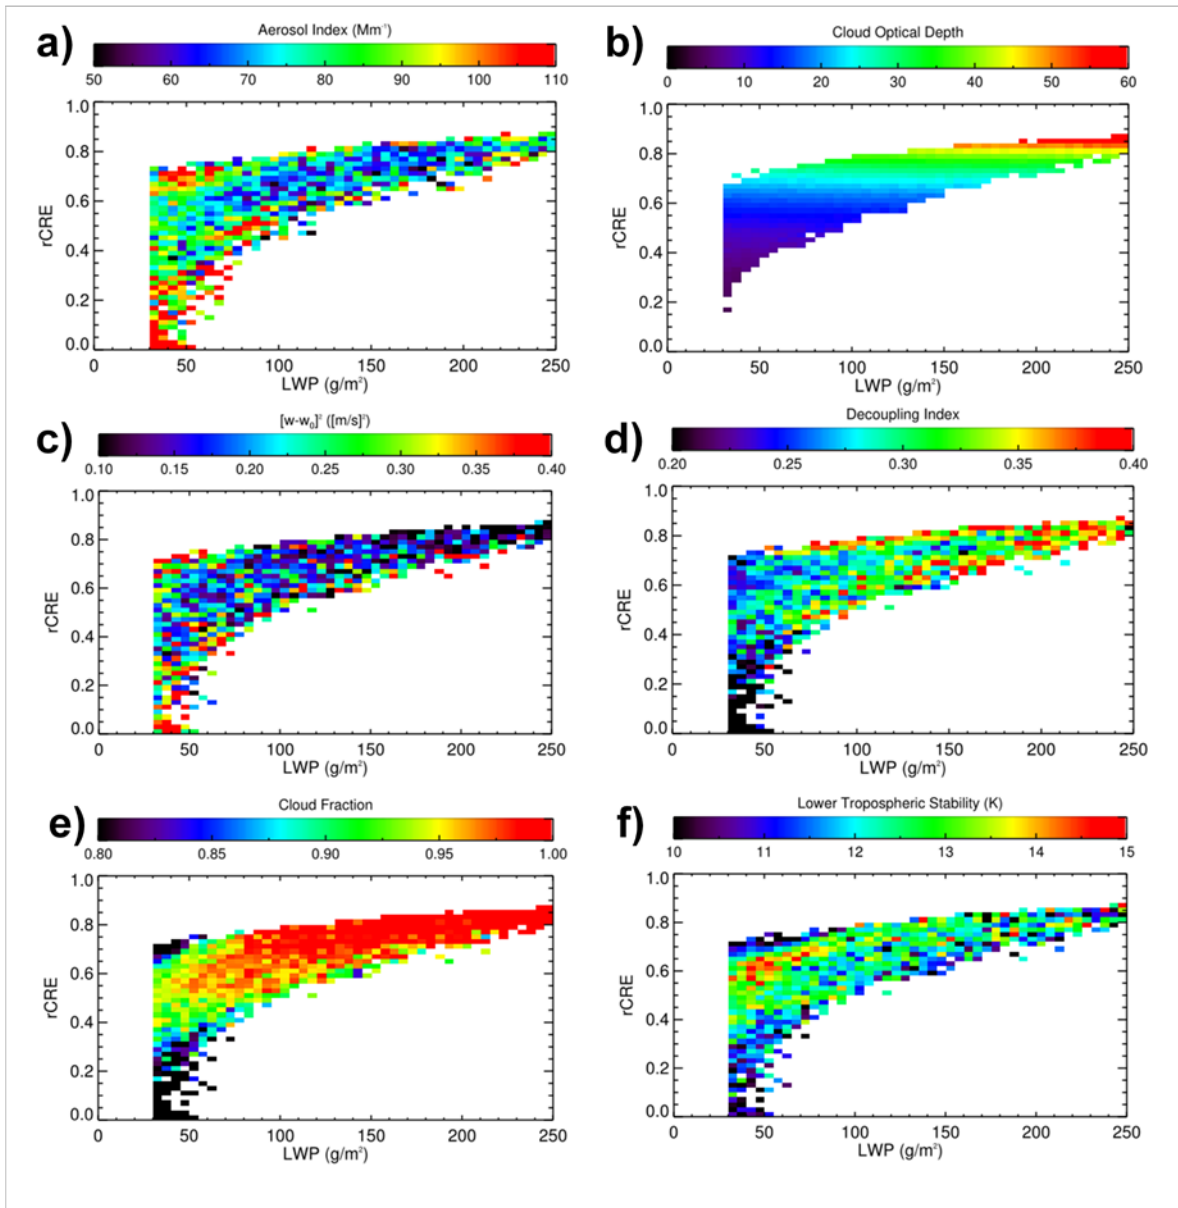 a)
Aerosol Index (Mm⁻¹)
50 60 70 80 90 100 110
rCRE
1.0
0.8
0.6
0.4
0.2
0.0
0 50 100 150 200 250
LWP (g/m²)
b)
Cloud Optical Depth
0 10 20 30 40 50 60
rCRE
1.0
0.8
0.6
0.4
0.2
0.0
0 50 100 150 200 250
LWP (g/m²)
c)
[w-w₀]² ([m/s]²)
0.10 0.15 0.20 0.25 0.30 0.35 0.40
rCRE
1.0
0.8
0.6
0.4
0.2
0.0
0 50 100 150 200 250
LWP (g/m²)
d)
Decoupling Index
0.20 0.25 0.30 0.35 0.40
rCRE
1.0
0.8
0.6
0.4
0.2
0.0
0 50 100 150 200 250
LWP (g/m²)
e)
Cloud Fraction
0.80 0.85 0.90 0.95 1.00
rCRE
1.0
0.8
0.6
0.4
0.2
0.0
0 50 100 150 200 250
LWP (g/m²)
f)
Lower Tropospheric Stability (K)
10 11 12 13 14 15
rCRE
1.0
0.8
0.6
0.4
0.2
0.0
0 50 100 150 200 250
LWP (g/m²)